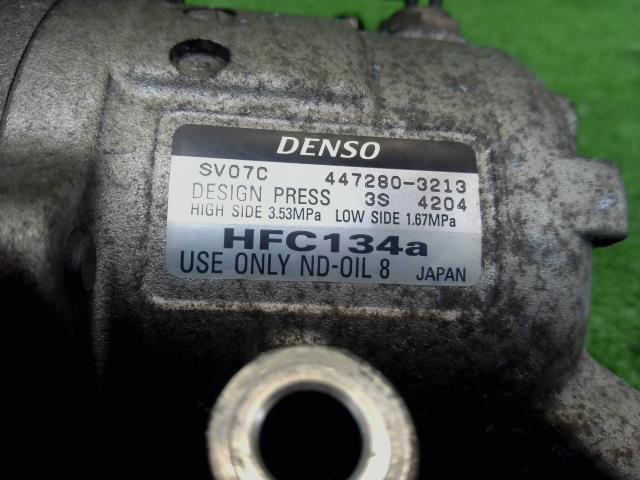 DENSO
SV07C 447280-3213
DESIGN PRESS 3S 4204
HIGH SIDE 3.53MPa LOW SIDE 1.67MPa
HFC134a
USE ONLY ND-OIL 8 JAPAN